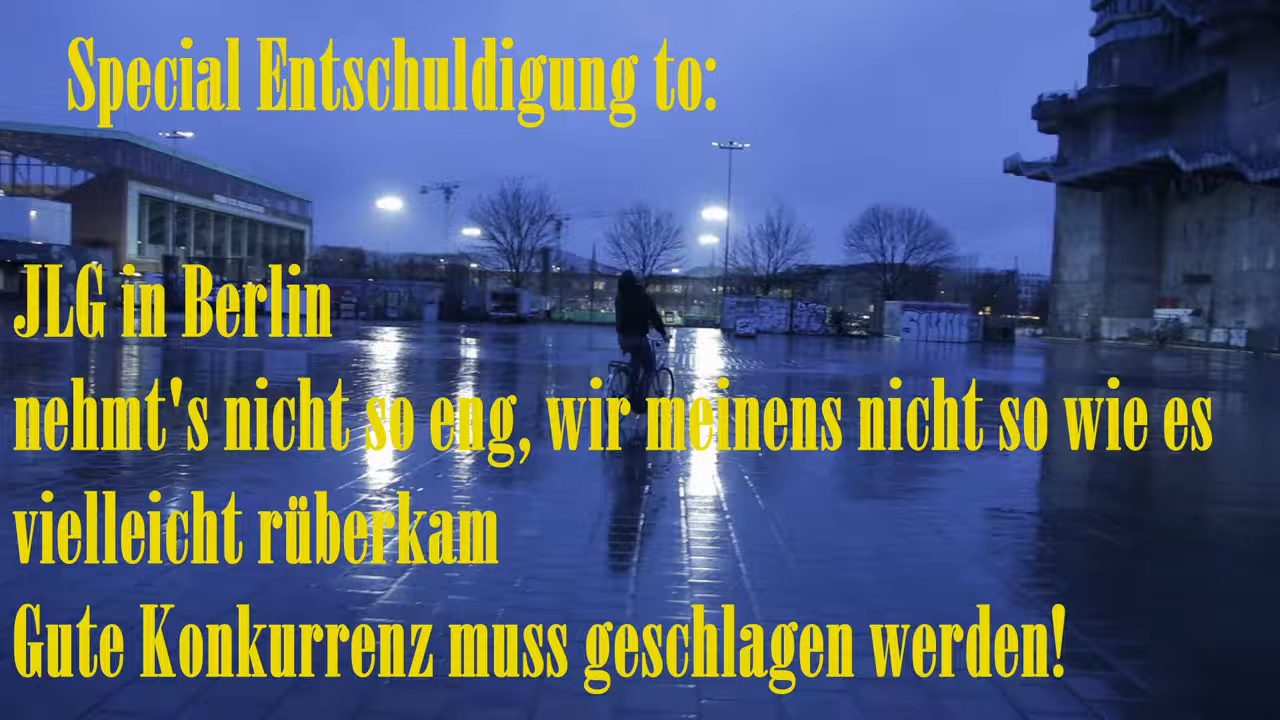 Special Entschuldigung to:
JLG in Berlin
nehmt's nicht so eng, wir meinens nicht so wie es
vielleicht rüberkam
Gute Konkurrenz muss geschlagen werden!